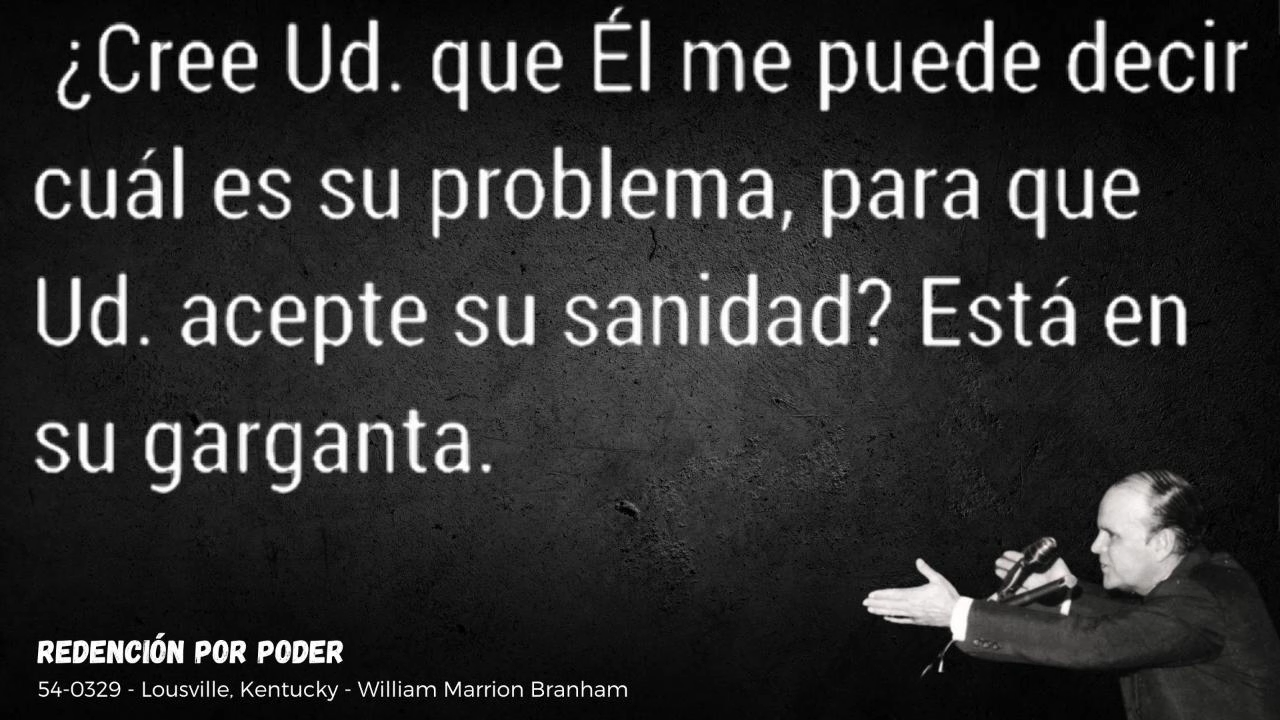 ¿Cree Ud. que Él me puede decir
cuál es su problema, para que
Ud. acepte su sanidad? Está en
su garganta.
REDENCIÓN POR PODER
54-0329 - Lousville, Kentucky - William Marrion Branham